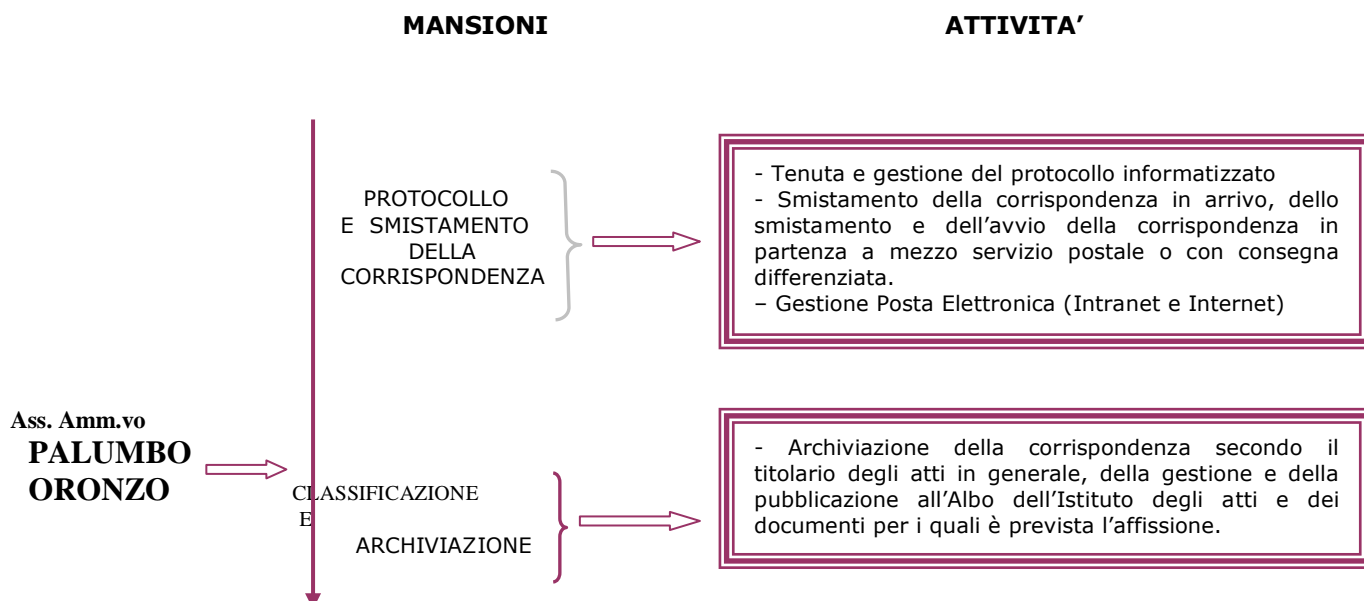 MANSIONI
ATTIVITA’
PROTOCOLLO
E SMISTAMENTO
DELLA
CORRISPONDENZA
- Tenuta e gestione del protocollo informatizzato
- Smistamento della corrispondenza in arrivo, dello
smistamento e dell’avvio della corrispondenza in
partenza a mezzo servizio postale o con consegna
differenziata.
– Gestione Posta Elettronica (Intranet e Internet)
Ass. Amm.vo
PALUMBO
ORONZO
CLASSIFICAZIONE
E
ARCHIVIAZIONE
- Archiviazione della corrispondenza secondo il
titolario degli atti in generale, della gestione e della
pubblicazione all’Albo dell’Istituto degli atti e dei
documenti per i quali è prevista l’affissione.